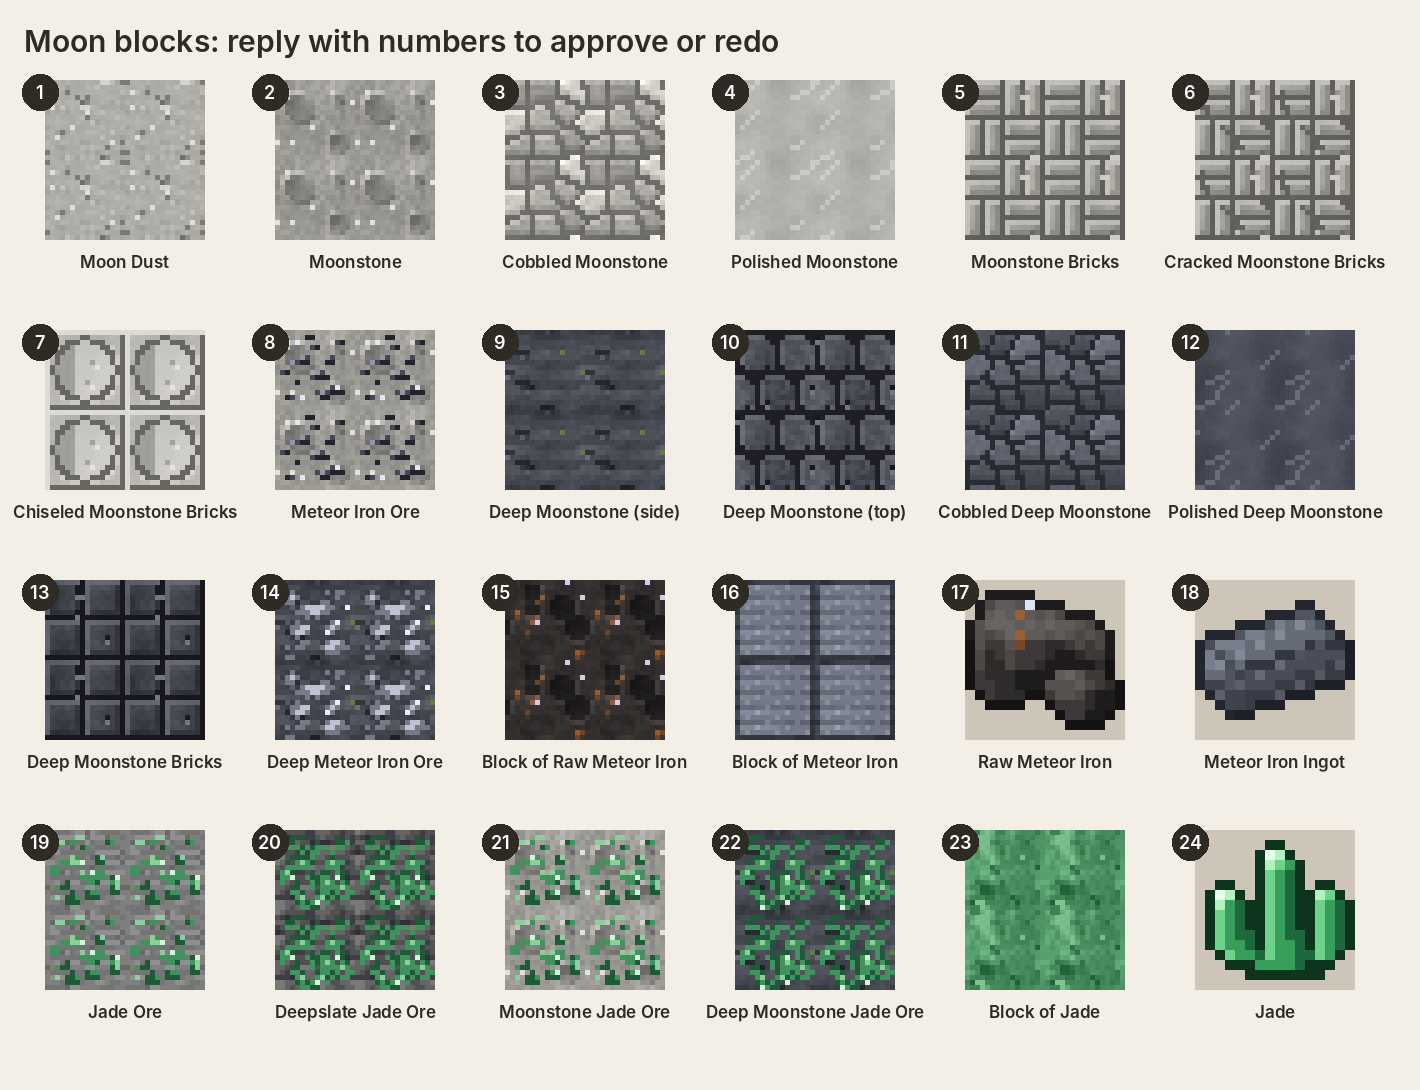 Moon blocks: reply with numbers to approve or redo
1 2 3 4 5 6
Moon Dust Moonstone Cobbled Moonstone Polished Moonstone Moonstone Bricks Cracked Moonstone Bricks
7 8 9 10 11 12
Chiseled Moonstone Bricks Meteor Iron Ore Deep Moonstone (side) Deep Moonstone (top) Cobbled Deep Moonstone Polished Deep Moonstone
13 14 15 16 17 18
Deep Moonstone Bricks Deep Meteor Iron Ore Block of Raw Meteor Iron Block of Meteor Iron Raw Meteor Iron Meteor Iron Ingot
19 20 21 22 23 24
Jade Ore Deepslate Jade Ore Moonstone Jade Ore Deep Moonstone Jade Ore Block of Jade Jade